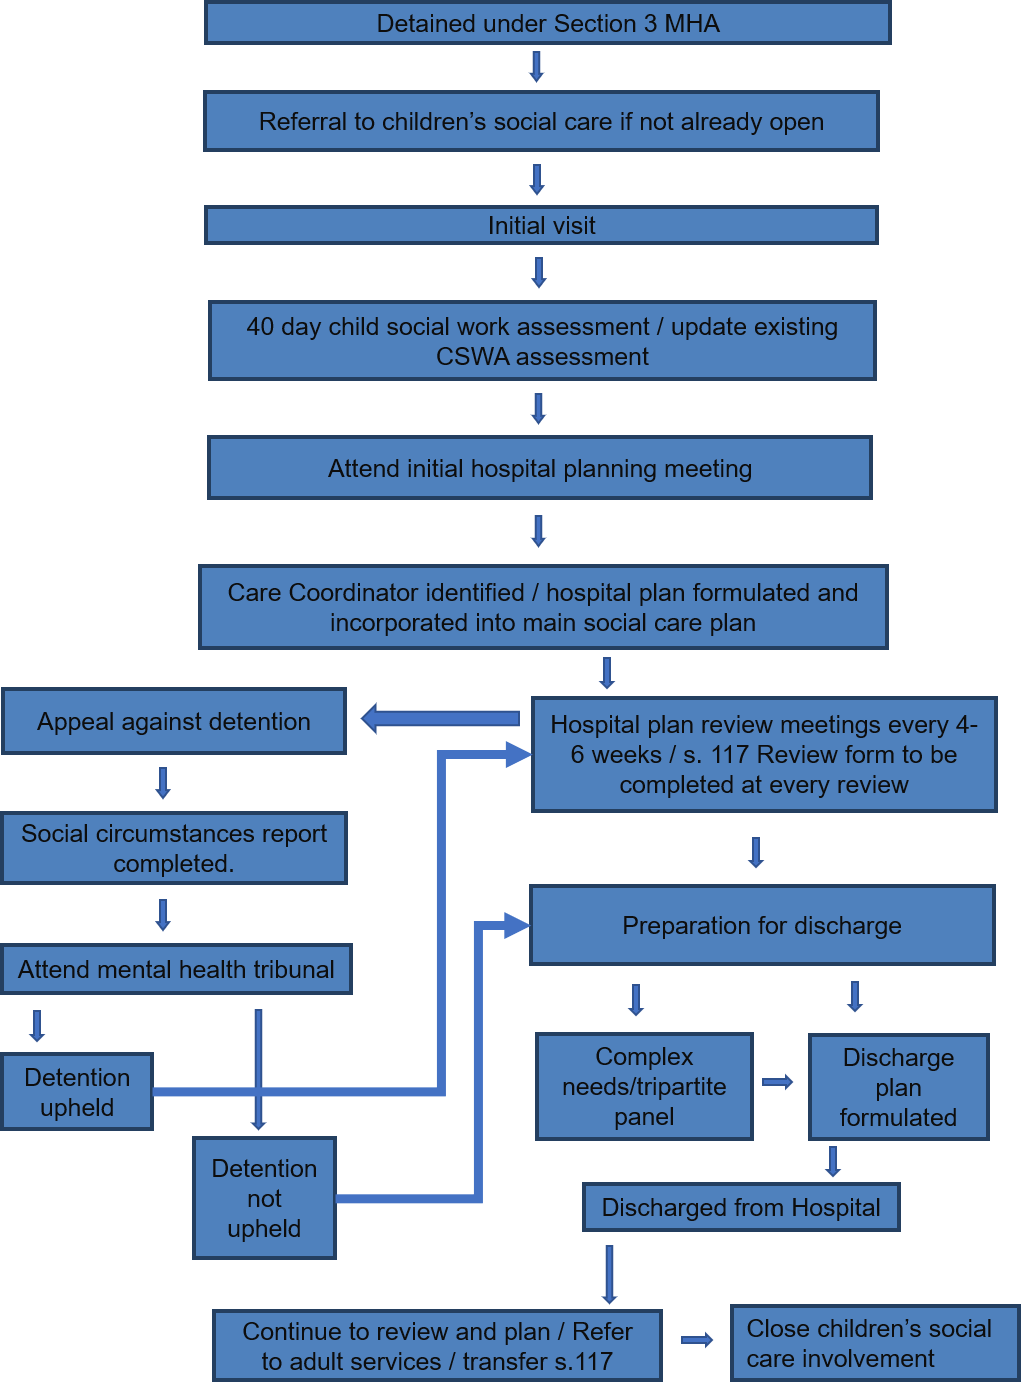 Detained under Section 3 MHA
Referral to children’s social care if not already open
Initial visit
40 day child social work assessment / update existing
CSWA assessment
Attend initial hospital planning meeting
Care Coordinator identified / hospital plan formulated and
incorporated into main social care plan
Appeal against detention
Hospital plan review meetings every 4-
6 weeks / s. 117 Review form to be
completed at every review
Social circumstances report
completed.
Preparation for discharge
Attend mental health tribunal
Detention
upheld
Complex
needs/tripartite
panel
Discharge
plan
formulated
Detention
not
upheld
Discharged from Hospital
Continue to review and plan / Refer
to adult services / transfer s.117
Close children’s social
care involvement